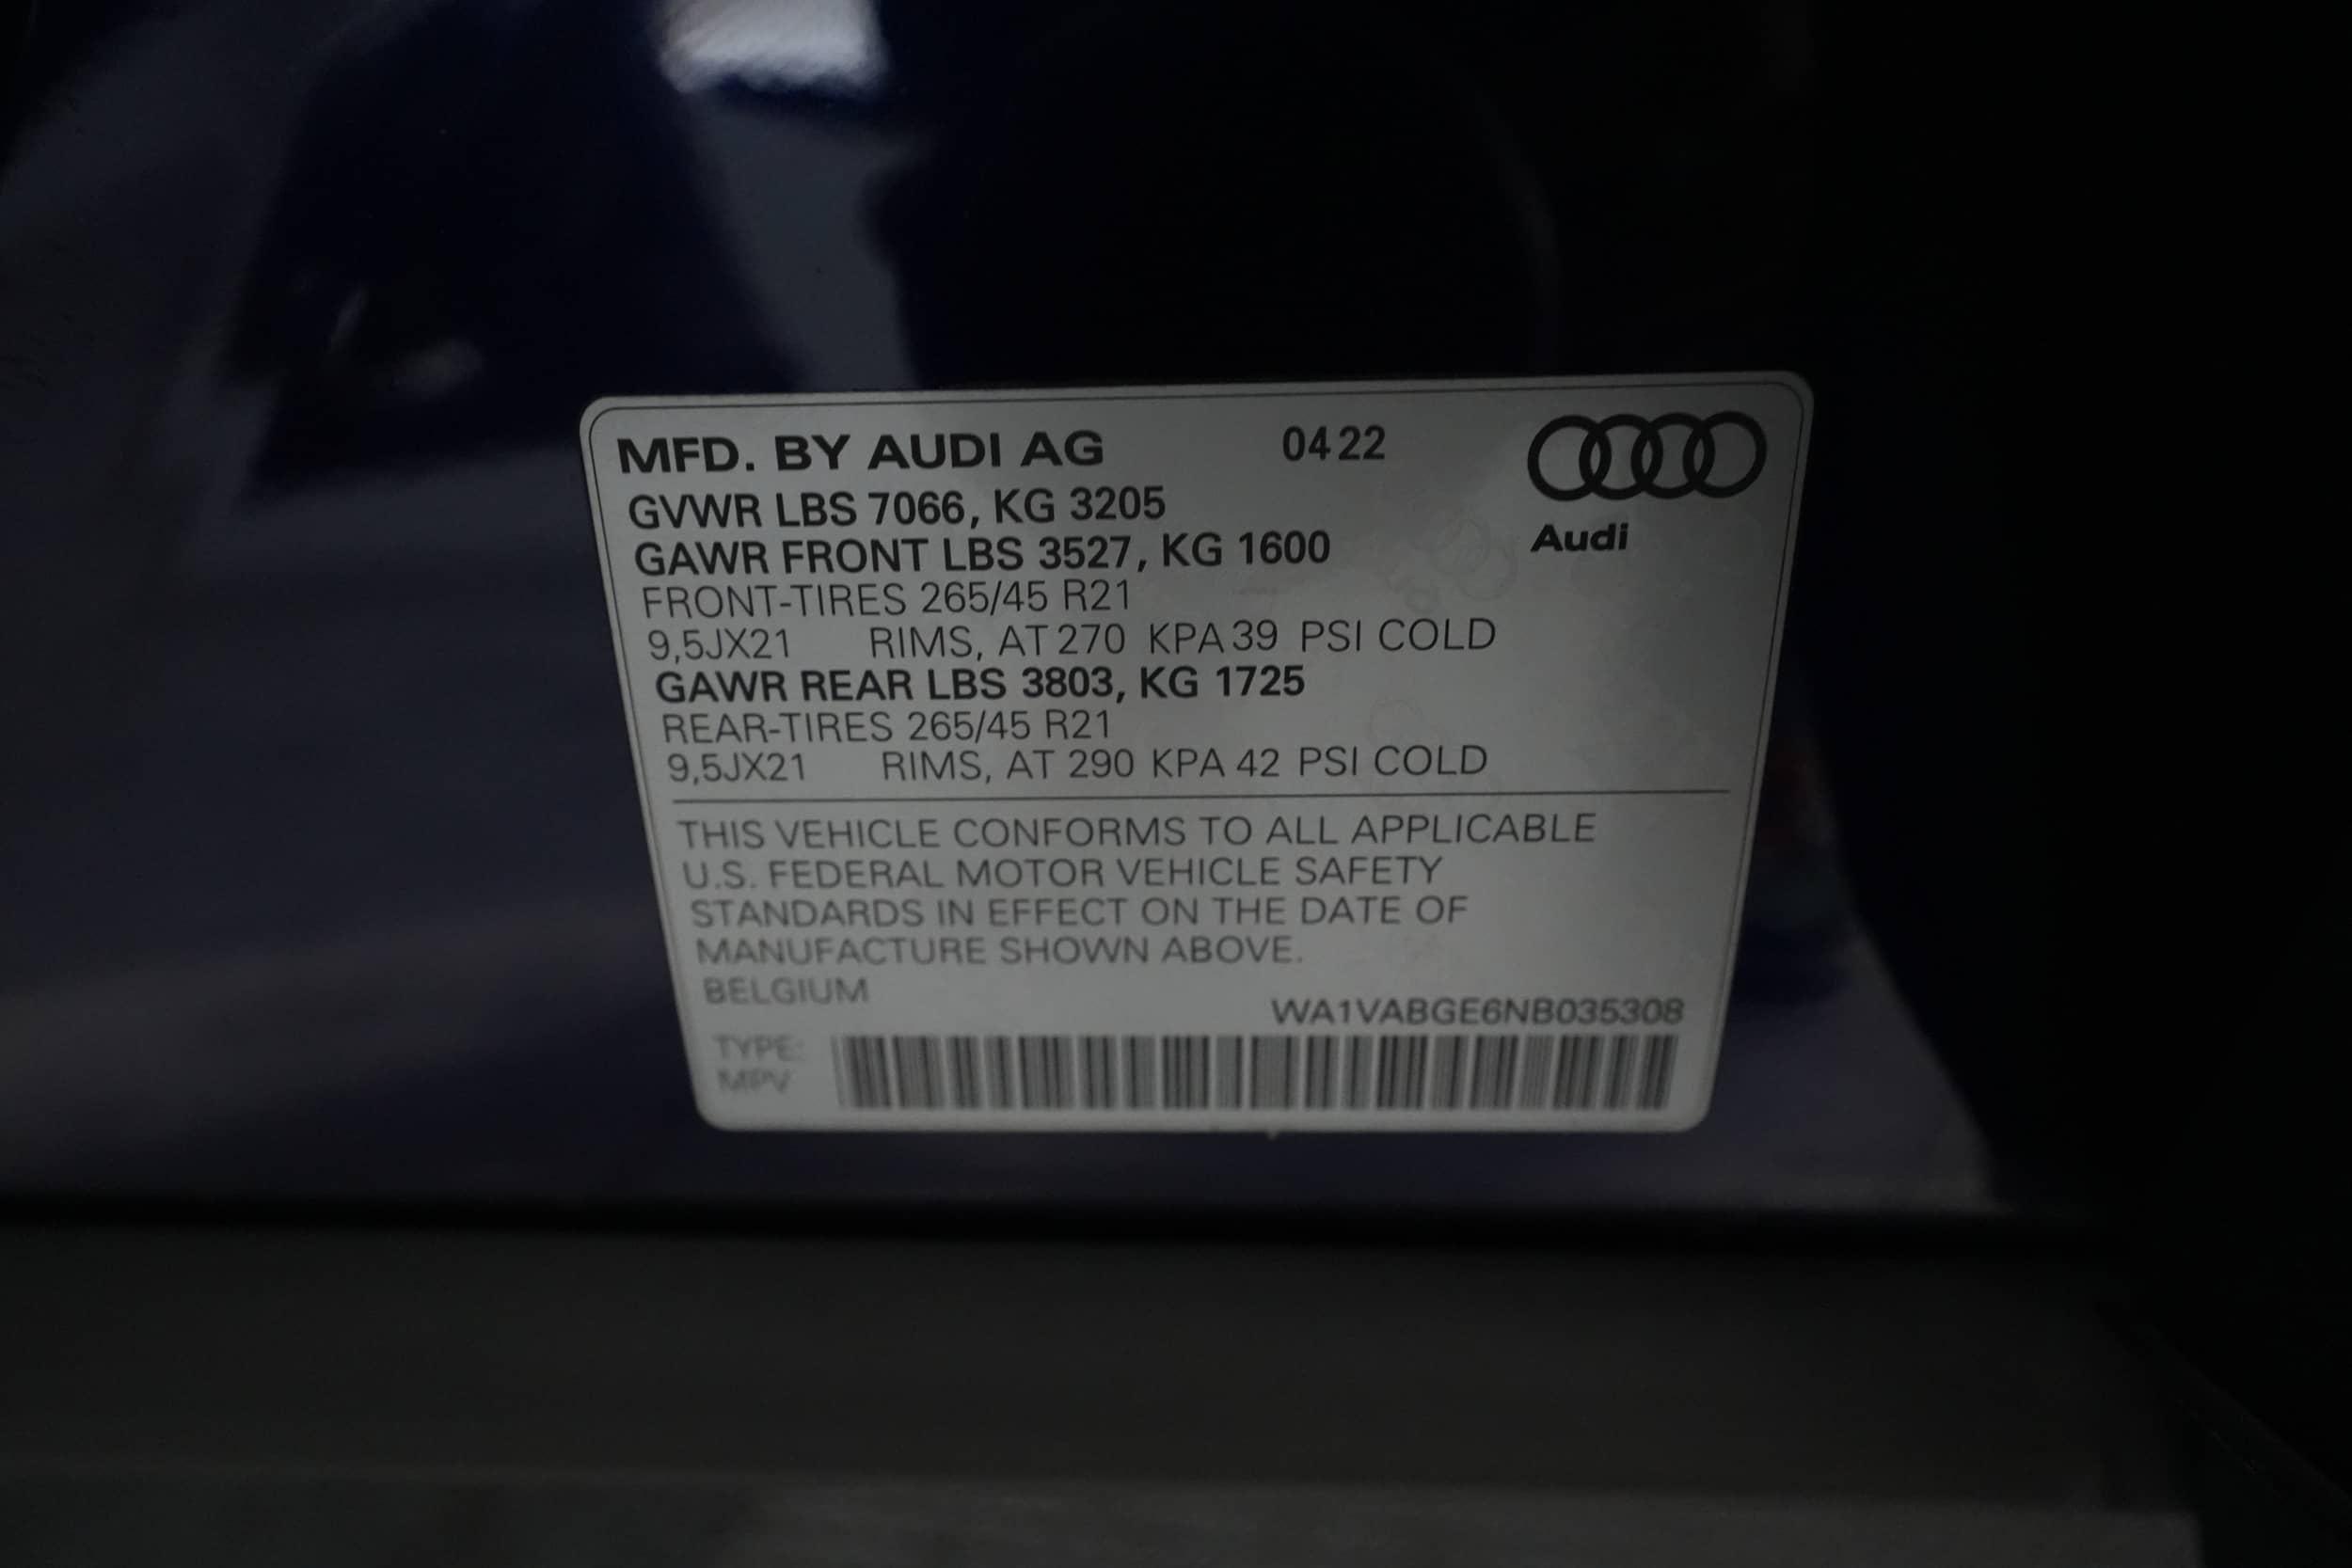 MFD. BY AUDI AG 0422
Audi
GVWR LBS 7066, KG 3205
GAWR FRONT LBS 3527, KG 1600
FRONT-TIRES 265/45 R21
9,5JX21 RIMS, AT 270 KPA 39 PSI COLD
GAWR REAR LBS 3803, KG 1725
REAR-TIRES 265/45 R21
9,5JX21 RIMS, AT 290 KPA 42 PSI COLD
THIS VEHICLE CONFORMS TO ALL APPLICABLE
U.S. FEDERAL MOTOR VEHICLE SAFETY
STANDARDS IN EFFECT ON THE DATE OF
MANUFACTURE SHOWN ABOVE.
BELGIUM
WA1VABGE6NB035308
TYPE:
MPV